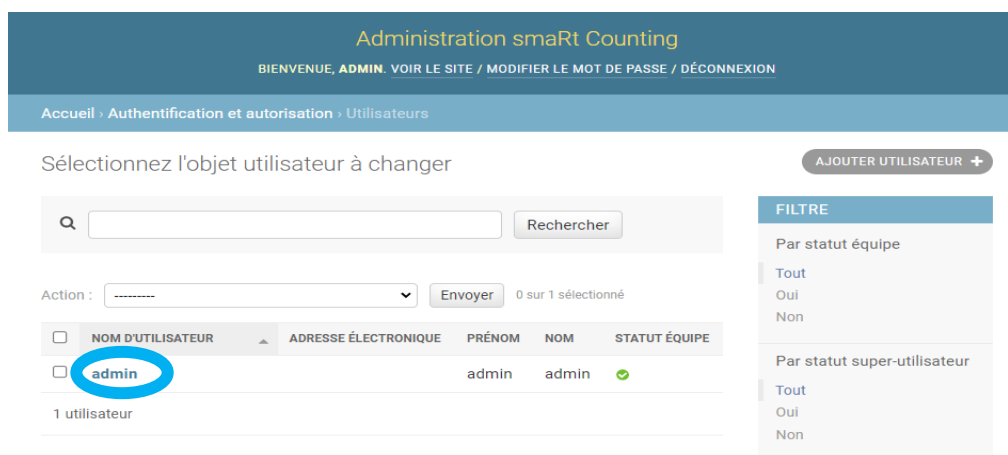 Administration smaRt Counting
BIENVENUE, ADMIN. VOIR LE SITE / MODIFIER LE MOT DE PASSE / DÉCONNEXION
Accueil › Authentification et autorisation › Utilisateurs
Sélectionnez l'objet utilisateur à changer
AJOUTER UTILISATEUR +
Rechercher
Action : --------- Envoyer 0 sur 1 sélectionné
NOM D'UTILISATEUR ADRESSE ÉLECTRONIQUE PRÉNOM NOM STATUT ÉQUIPE
admin admin admin
1 utilisateur
FILTRE
Par statut équipe
Tout
Oui
Non
Par statut super-utilisateur
Tout
Oui
Non